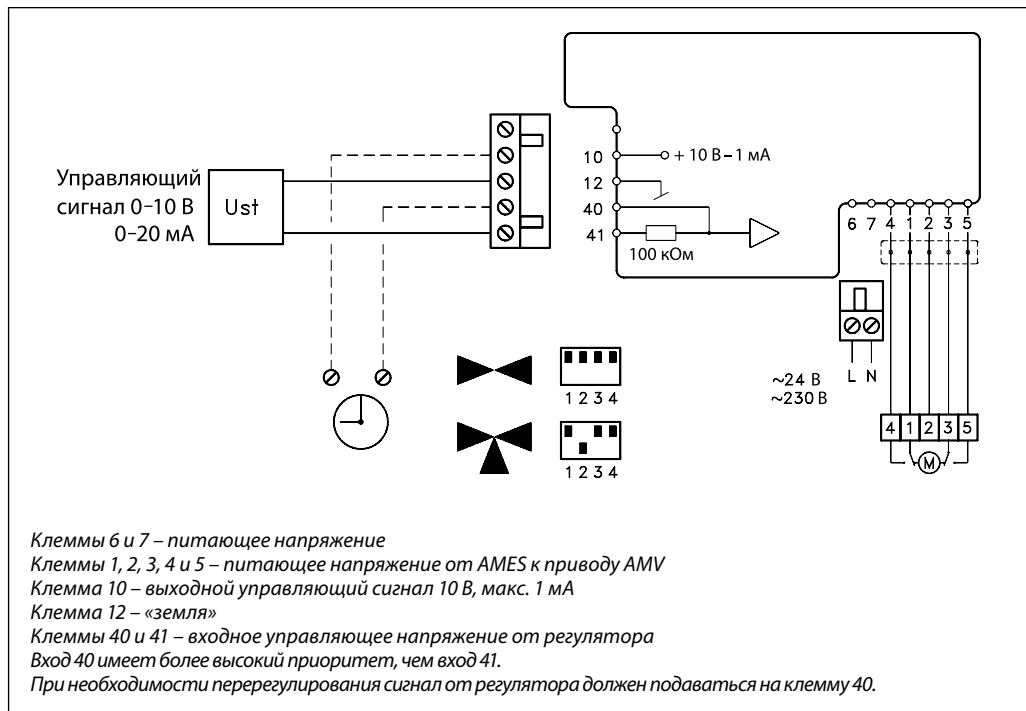 Управляющий
сигнал 0–10 В
0–20 мА
Ust
10
+ 10 В – 1 мА
12
40
41
100 кОм
6 7 4 1 2 3 5
L N
~24 В
~230 В
1 2 3 4
1 2 3 4
4 1 2 3 5
M
Клеммы 6 и 7 – питающее напряжение
Клеммы 1, 2, 3, 4 и 5 – питающее напряжение от AMES к приводу AMV
Клемма 10 – выходной управляющий сигнал 10 В, макс. 1 мА
Клемма 12 – «земля»
Клеммы 40 и 41 – входное управляющее напряжение от регулятора
Вход 40 имеет более высокий приоритет, чем вход 41.
При необходимости перерегулирования сигнал от регулятора должен подаваться на клемму 40.